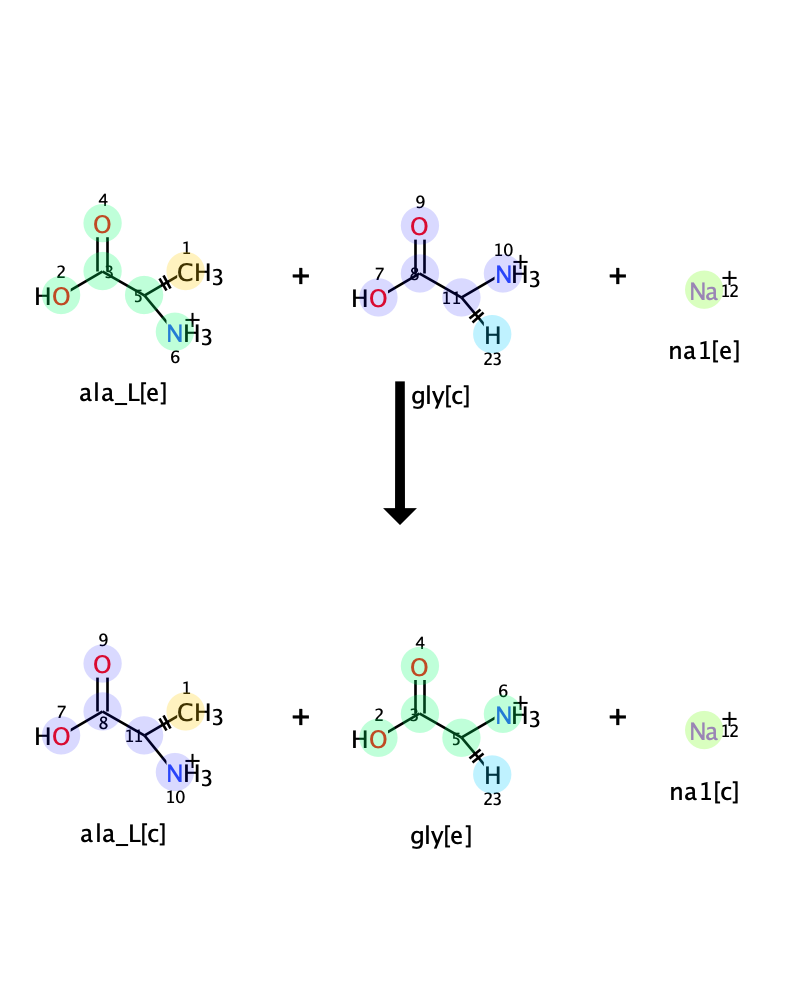 4 9
O O 10 +
2 3 1 7 8 NH3 +
HO 5 CH3 + HO 11 + Na 12
+ H
NH3 23
6
na1[e]
ala_L[e] gly[c]
9 4
O O 6 +
7 8 1 2 3 NH3 +
HO 11 CH3 + HO 5 + Na 12
+ H
NH3 23
10
na1[c]
ala_L[c] gly[e]